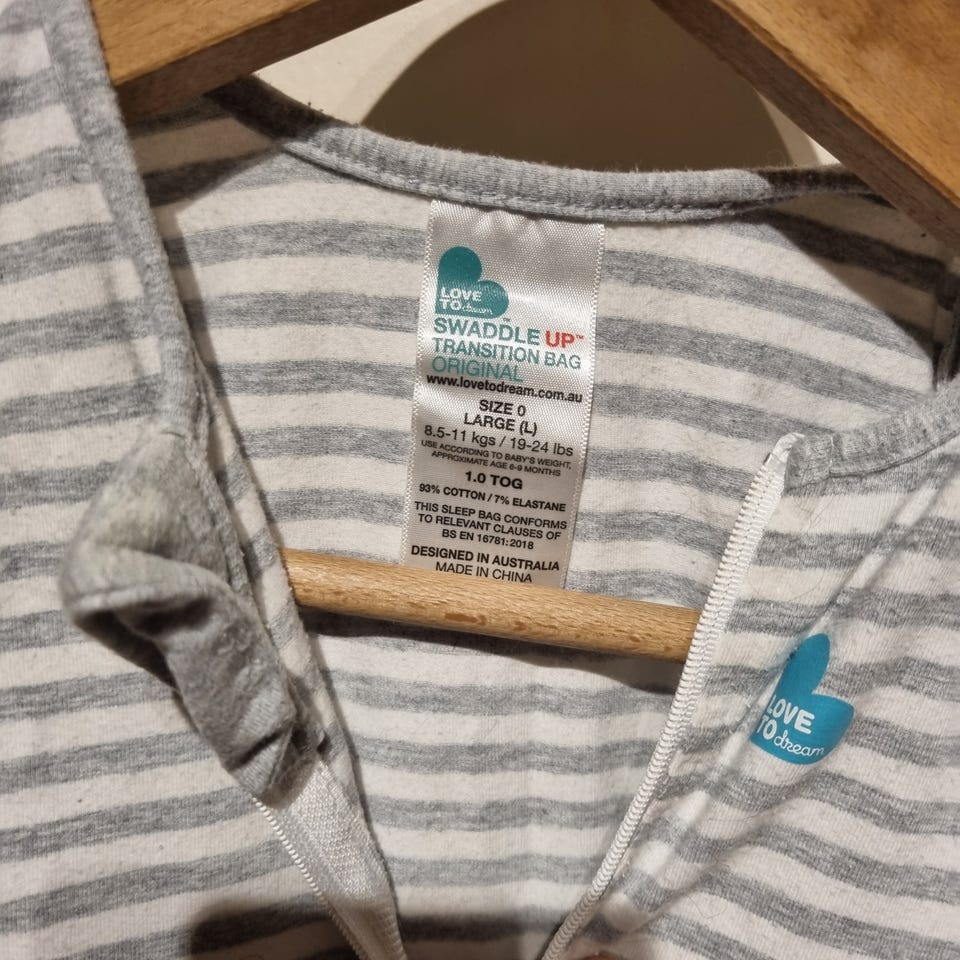 LOVE
TO dream
SWADDLE UP™
TRANSITION BAG
ORIGINAL
www.lovetodream.com.au
SIZE 0
LARGE (L)
8.5-11 kgs / 19-24 lbs
USE ACCORDING TO BABY'S WEIGHT,
APPROXIMATE AGE 6-9 MONTHS
1.0 TOG
93% COTTON / 7% ELASTANE
THIS SLEEP BAG CONFORMS
TO RELEVANT CLAUSES OF
BS EN 16781:2018
DESIGNED IN AUSTRALIA
MADE IN CHINA
LOVE
TO dream